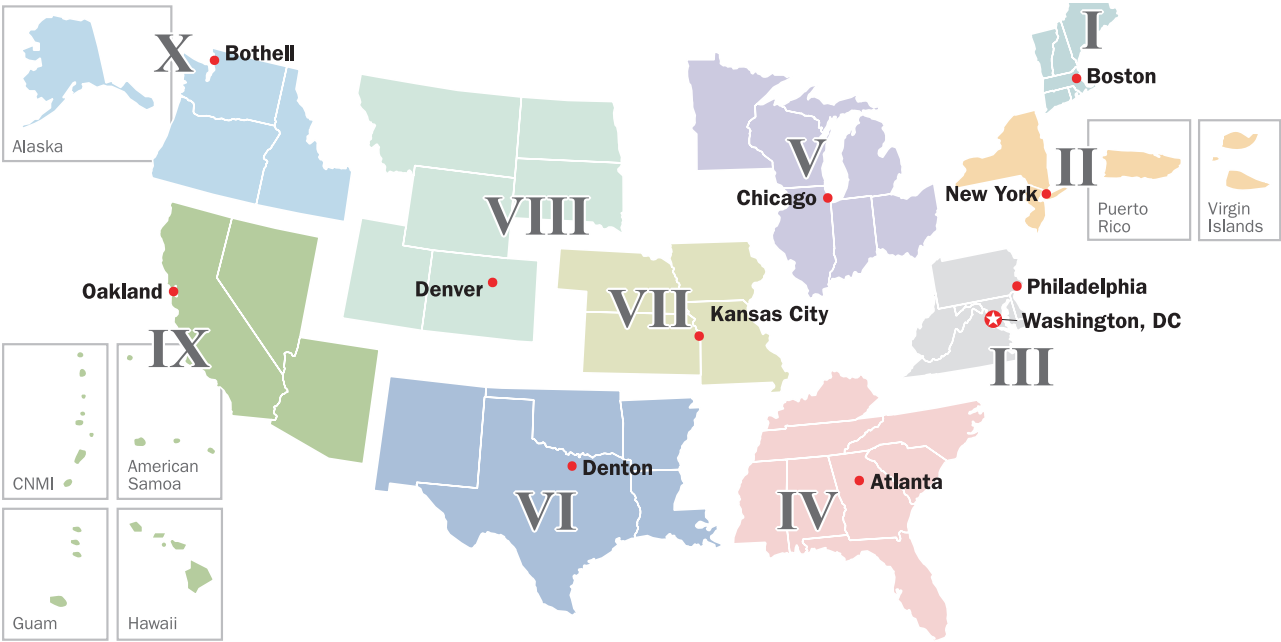 I
X
Bothell
Boston
Alaska
V
II
Chicago
New York
Puerto
Rico
Virgin
Islands
VIII
Denver
Oakland
Philadelphia
VII
Kansas City
Washington, DC
IX
III
CNMI
American
Samoa
Denton
Atlanta
VI
IV
Guam
Hawaii